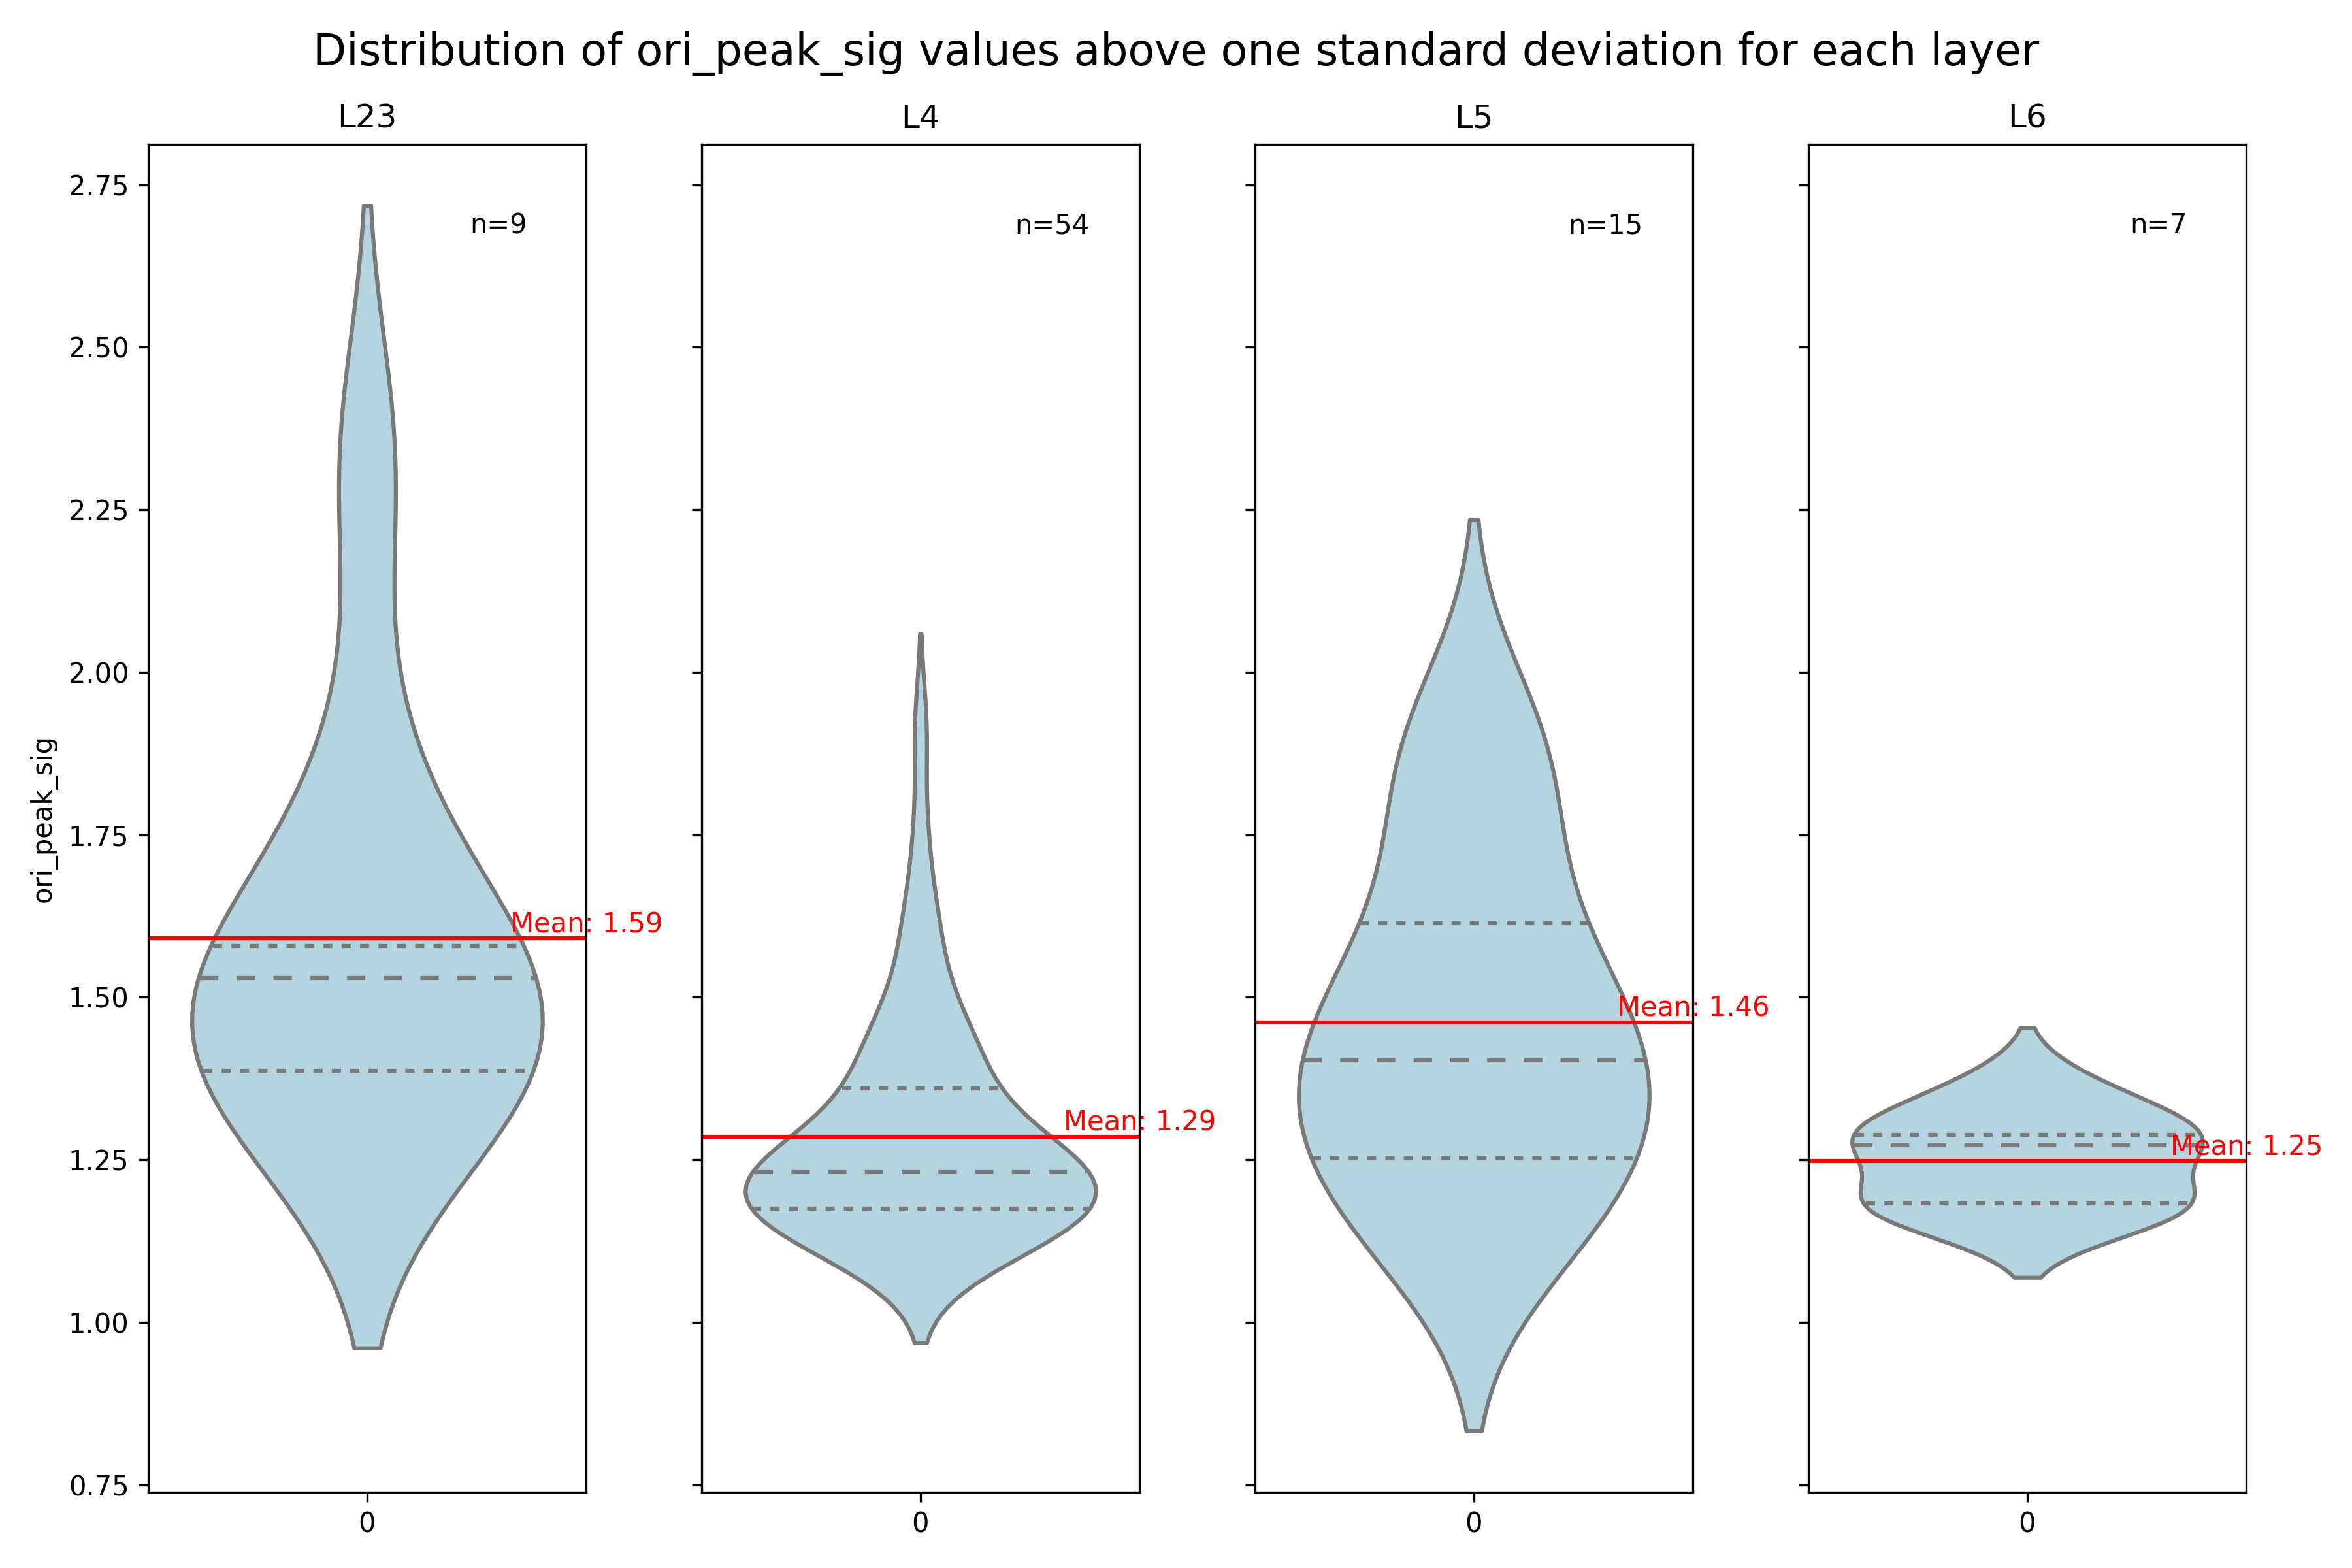 Distribution of ori_peak_sig values above one standard deviation for each layer
L23
L4
L5
L6
ori_peak_sig
2.75
2.50
2.25
2.00
1.75
1.50
1.25
1.00
0.75
n=9
n=54
n=15
n=7
Mean: 1.59
Mean: 1.29
Mean: 1.46
Mean: 1.25
0
0
0
0